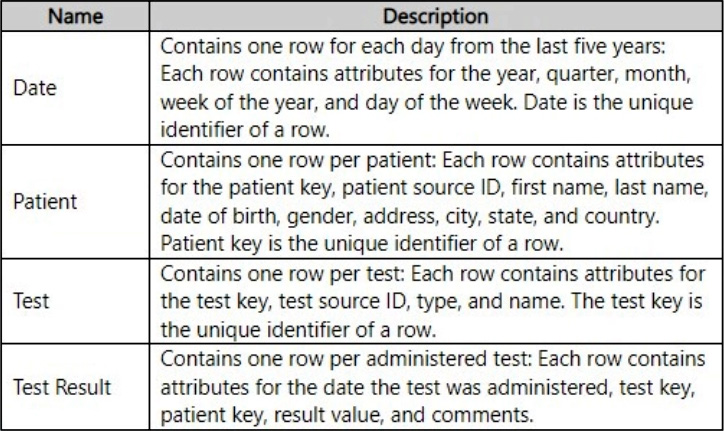 Name Description
Date
Contains one row for each day from the last five years:
Each row contains attributes for the year, quarter, month,
week of the year, and day of the week. Date is the unique
identifier of a row.
Patient
Contains one row per patient: Each row contains attributes
for the patient key, patient source ID, first name, last name,
date of birth, gender, address, city, state, and country.
Patient key is the unique identifier of a row.
Test
Contains one row per test: Each row contains attributes for
the test key, test source ID, type, and name. The test key is
the unique identifier of a row.
Test Result
Contains one row per administered test: Each row contains
attributes for the date the test was administered, test key,
patient key, result value, and comments.